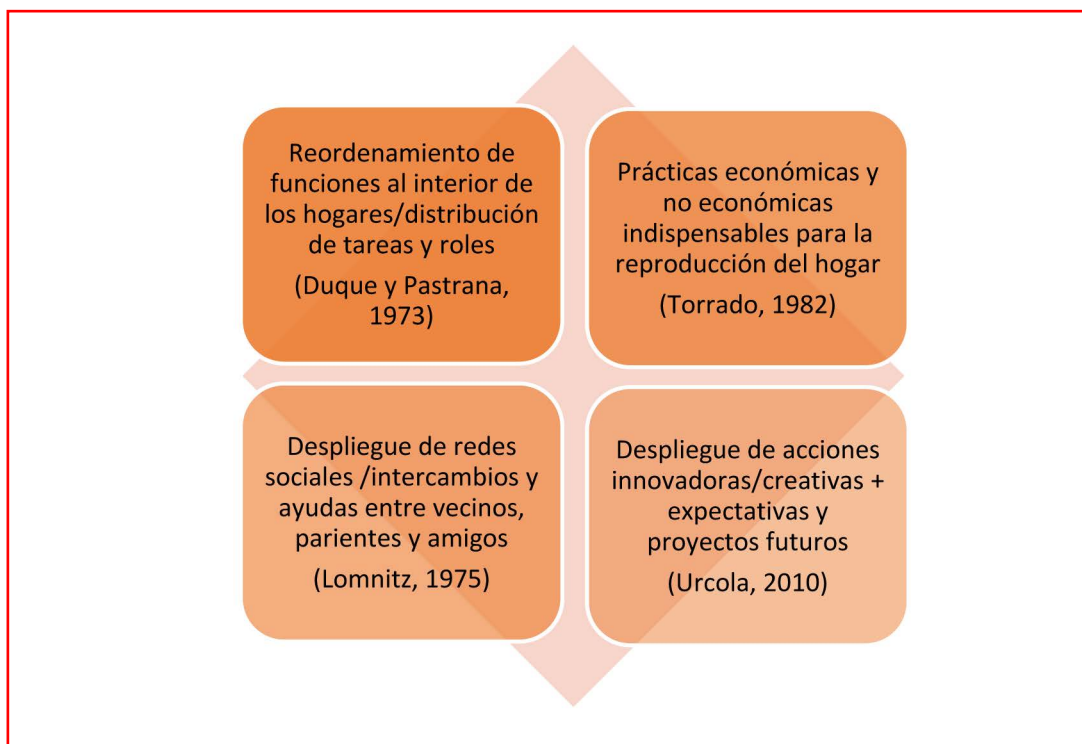 Reordenamiento de
funciones al interior de
los hogares/distribución
de tareas y roles
(Duque y Pastrana,
1973)
Prácticas económicas y
no económicas
indispensables para la
reproducción del hogar
(Torrado, 1982)
Despliegue de redes
sociales /intercambios y
ayudas entre vecinos,
parientes y amigos
(Lomnitz, 1975)
Despliegue de acciones
innovadoras/creativas +
expectativas y
proyectos futuros
(Urcola, 2010)